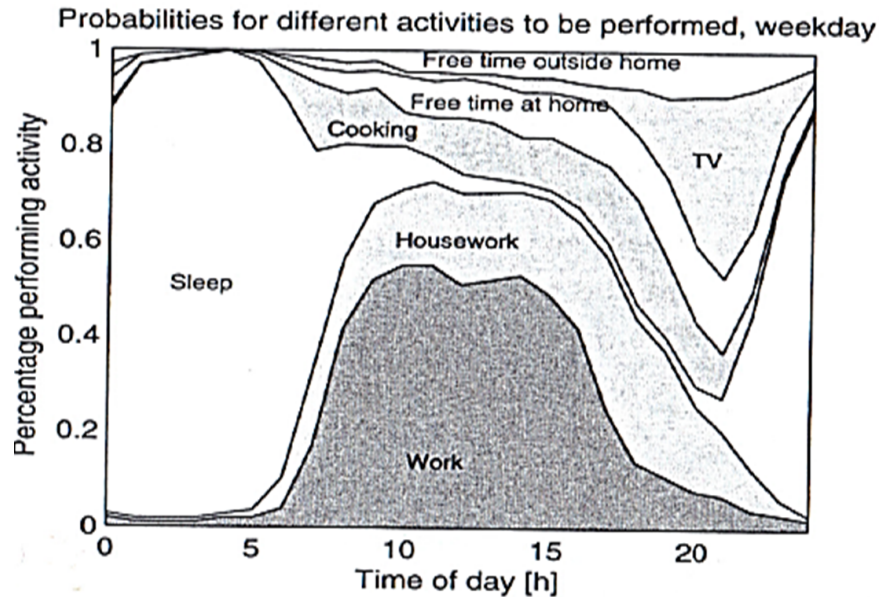 Probabilities for different activities to be performed, weekday
1
Free time outside home
Free time at home
Cooking
0.8
TV
0.6
Housework
Sleep
0.4
0.2
Work
0
0 5 10 15 20
Time of day [h]
Percentage performing activity